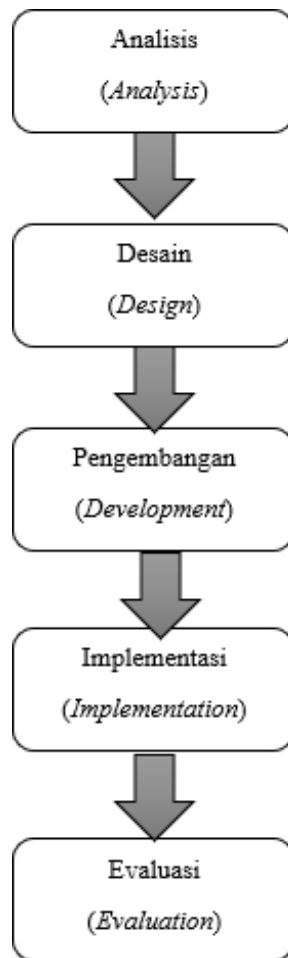 Analisis
(Analysis)
Desain
(Design)
Pengembangan
(Development)
Implementasi
(Implementation)
Evaluasi
(Evaluation)